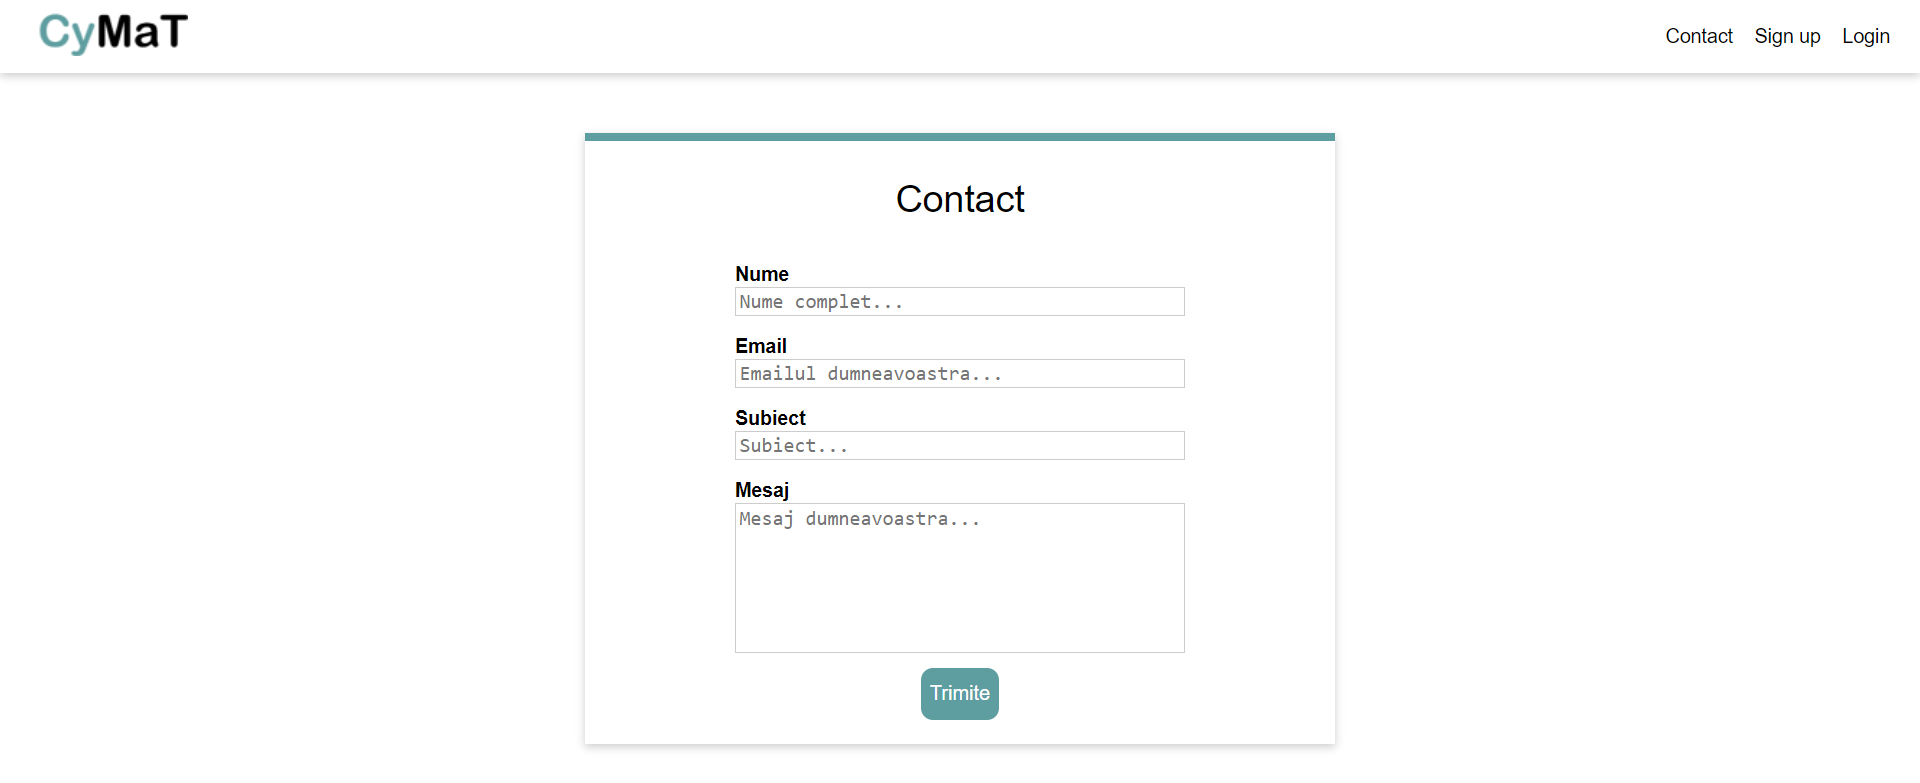 CyMaT
Contact Sign up Login
Contact
Nume
Nume complet...
Email
Emailul dumneavoastra...
Subiect
Subiect...
Mesaj
Mesaj dumneavoastra...
Trimite